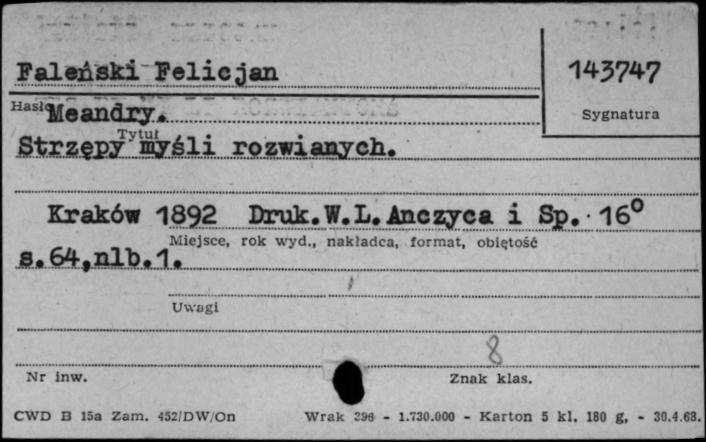 Faleński Felicjan
143747
Hasło
Sygnatura
Meandry.
Tytuł
Strzępy myśli rozwianych.
Kraków 1892 Druk.W.L.Anczyca i Sp. 16°
Miejsce, rok wyd., nakładca, format, objętość
s.64,nlb.1.
Uwagi
8
Nr inw.
Znak klas.
CWD B 15a Zam. 452/DW/On Wrak 296 - 1.730.000 - Karton 5 kl. 180 g, - 30.4.63.